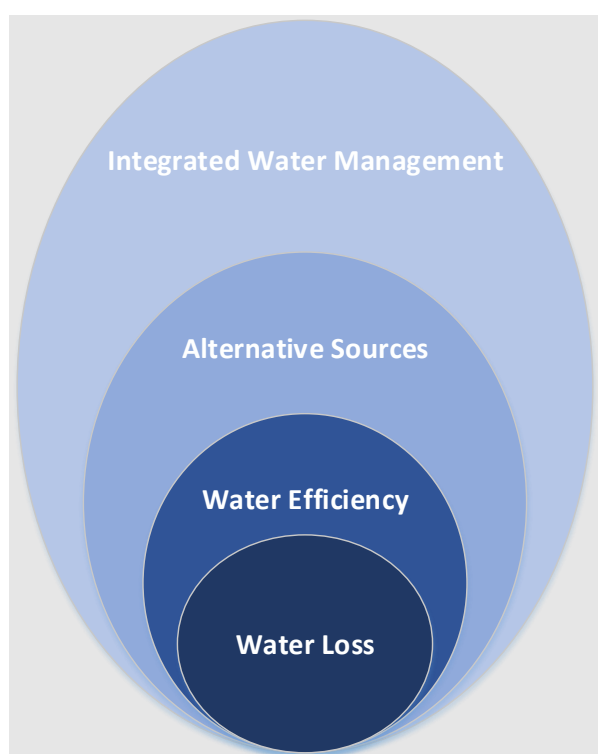 Integrated Water Management
Alternative Sources
Water Efficiency
Water Loss